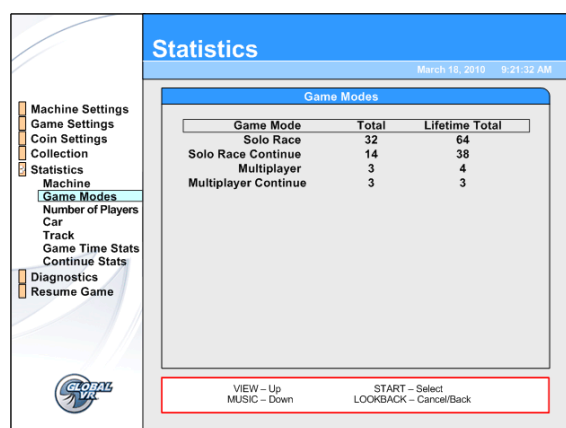 Statistics
March 18, 2010 9:21:32 AM
Machine Settings
Game Settings
Coin Settings
Collection
Statistics
Machine
Game Modes
Number of Players
Car
Track
Game Time Stats
Continue Stats
Diagnostics
Resume Game
GLOBAL
VR
Game Modes
Game Mode Total Lifetime Total
Solo Race 32 64
Solo Race Continue 14 38
Multiplayer 3 4
Multiplayer Continue 3 3
VIEW – Up START – Select
MUSIC – Down LOOKBACK – Cancel/Back